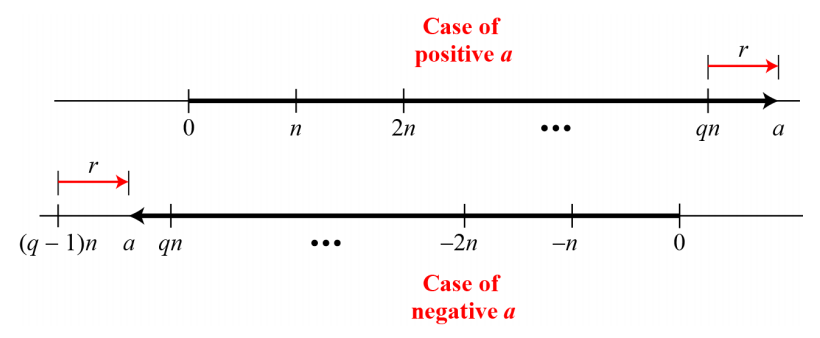 Case of
positive a
r
0 n 2n ••• qn a
r
(q – 1)n a qn ••• –2n –n 0
Case of
negative a